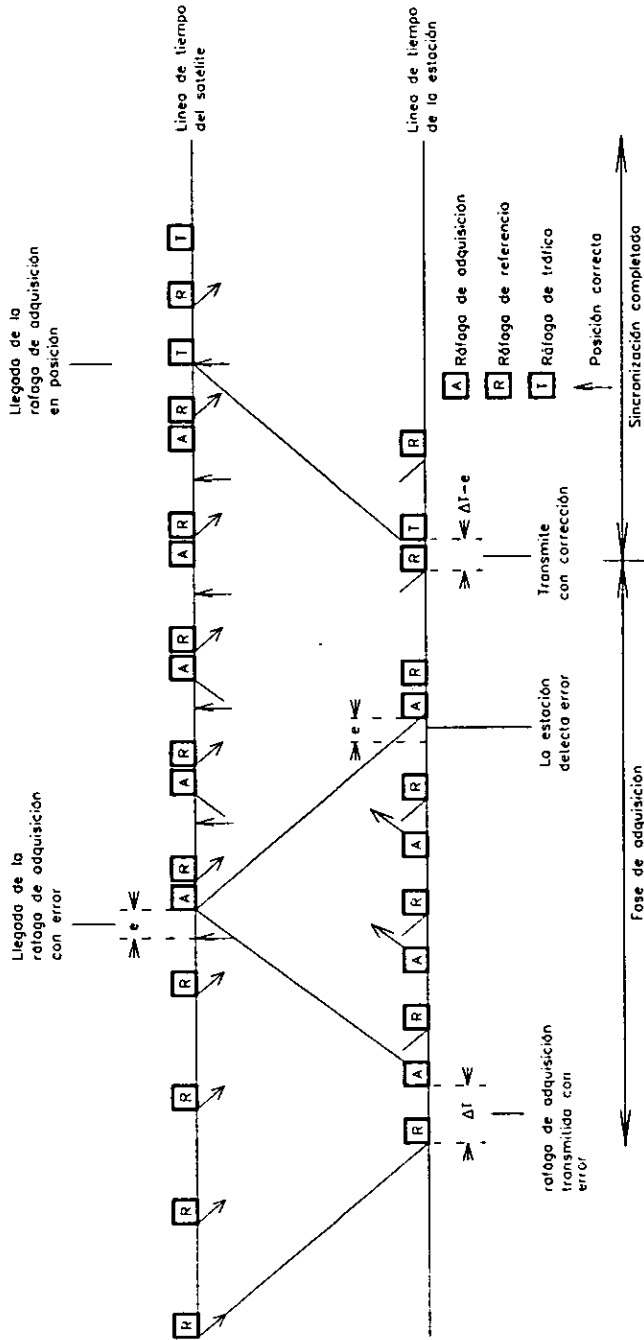 Llegada de la
ráfaga de adquisición
con error
Llegada de la
ráfaga de adquisición
en posición
e
R R R R A R A R A R A R A R T R T
Línea de tiempo
del satélite
e
R A R A R A R A R R T R
Línea de tiempo
de la estación
ΔT
ΔT-e
rafaga de adquisición
transmitida con
error
La estación
detecta error
Transmite
con corrección
A Ráfaga de adquisición
R Ráfaga de referencia
T Ráfaga de tráfico
Posición correcta
Fase de adquisición
Sincronización completada